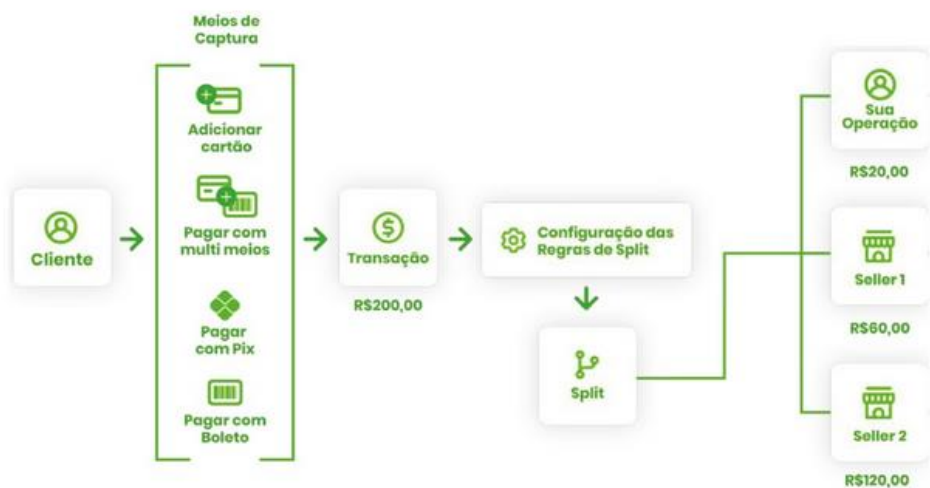 Meios de
Captura
Adicionar
cartão
Pagar com
multi meios
Pagar
com Pix
Pagar com
Boleto
Cliente
Transação
R$200,00
Configuração das
Regras de Split
Split
Sua
Operação
R$20,00
Seller 1
R$60,00
Seller 2
R$120,00